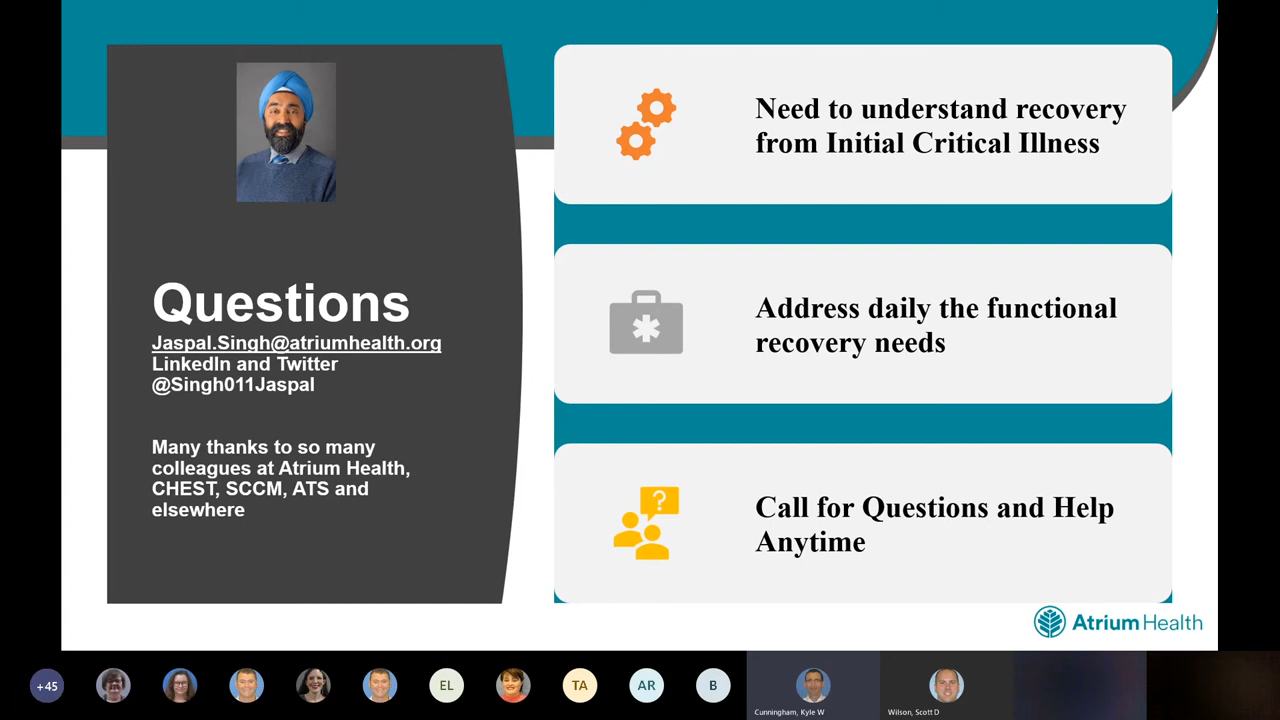 Questions
Jaspal.Singh@atriumhealth.org
LinkedIn and Twitter
@Singh011Jaspal
Many thanks to so many
colleagues at Atrium Health,
CHEST, SCCM, ATS and
elsewhere
Need to understand recovery
from Initial Critical Illness
Address daily the functional
recovery needs
?
Call for Questions and Help
Anytime
Atrium Health
+45
EL
TA
AR
B
Cunningham, Kyle W
Wilson, Scott D